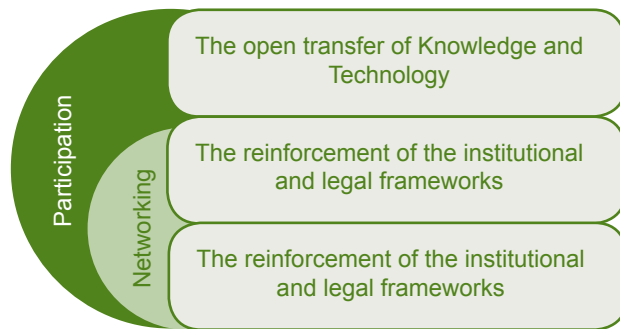 Participation
Networking
The open transfer of Knowledge and
Technology
The reinforcement of the institutional
and legal frameworks
The reinforcement of the institutional
and legal frameworks